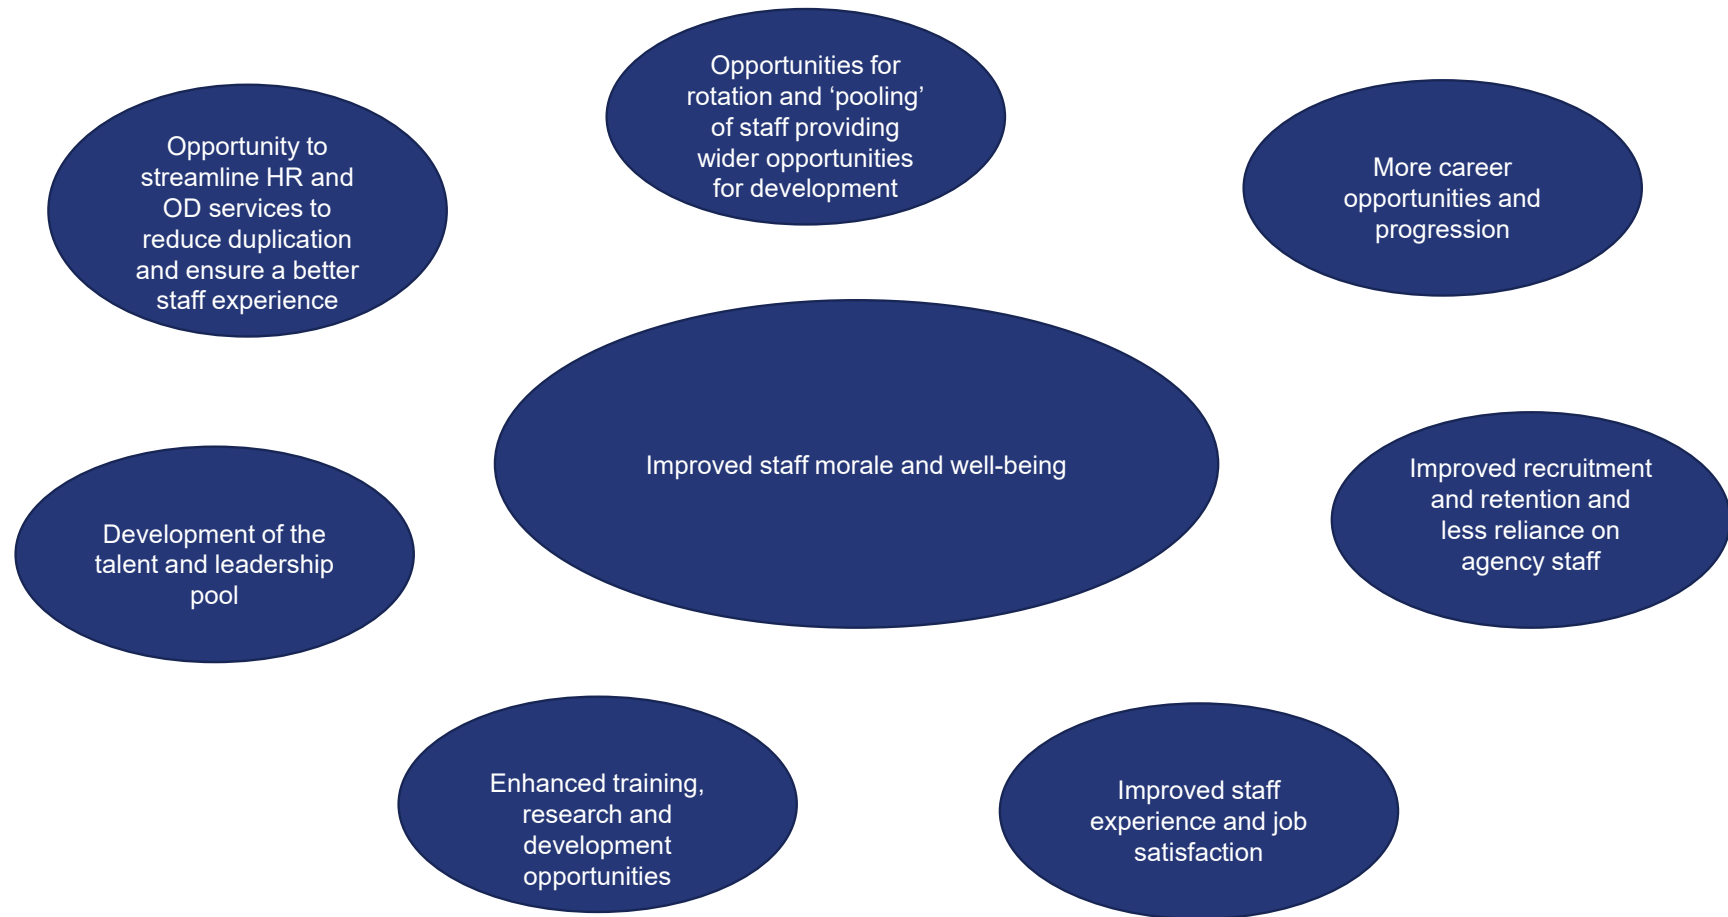 Opportunity to
streamline HR and
OD services to
reduce duplication
and ensure a better
staff experience
Opportunities for
rotation and ‘pooling’
of staff providing
wider opportunities
for development
More career
opportunities and
progression
Improved staff morale and well-being
Development of the
talent and leadership
pool
Improved recruitment
and retention and
less reliance on
agency staff
Enhanced training,
research and
development
opportunities
Improved staff
experience and job
satisfaction